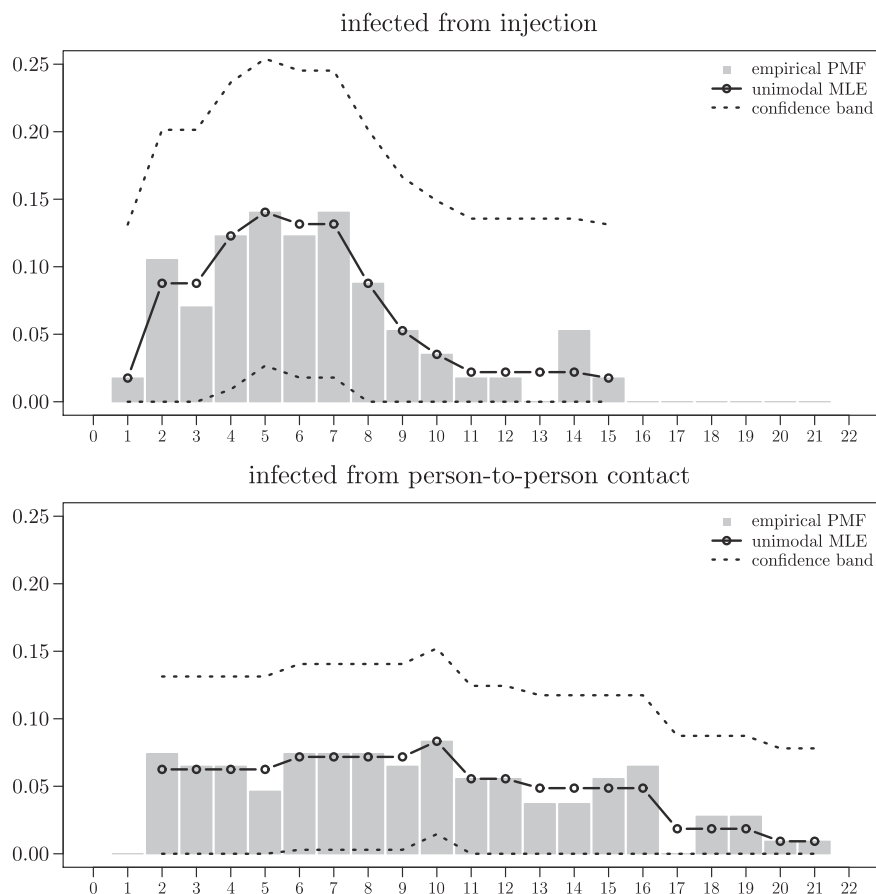 infected from injection
0.25
0.20
0.15
0.10
0.05
0.00
empirical PMF
unimodal MLE
confidence band
0 1 2 3 4 5 6 7 8 9 10 11 12 13 14 15 16 17 18 19 20 21 22
infected from person-to-person contact
0.25
0.20
0.15
0.10
0.05
0.00
empirical PMF
unimodal MLE
confidence band
0 1 2 3 4 5 6 7 8 9 10 11 12 13 14 15 16 17 18 19 20 21 22